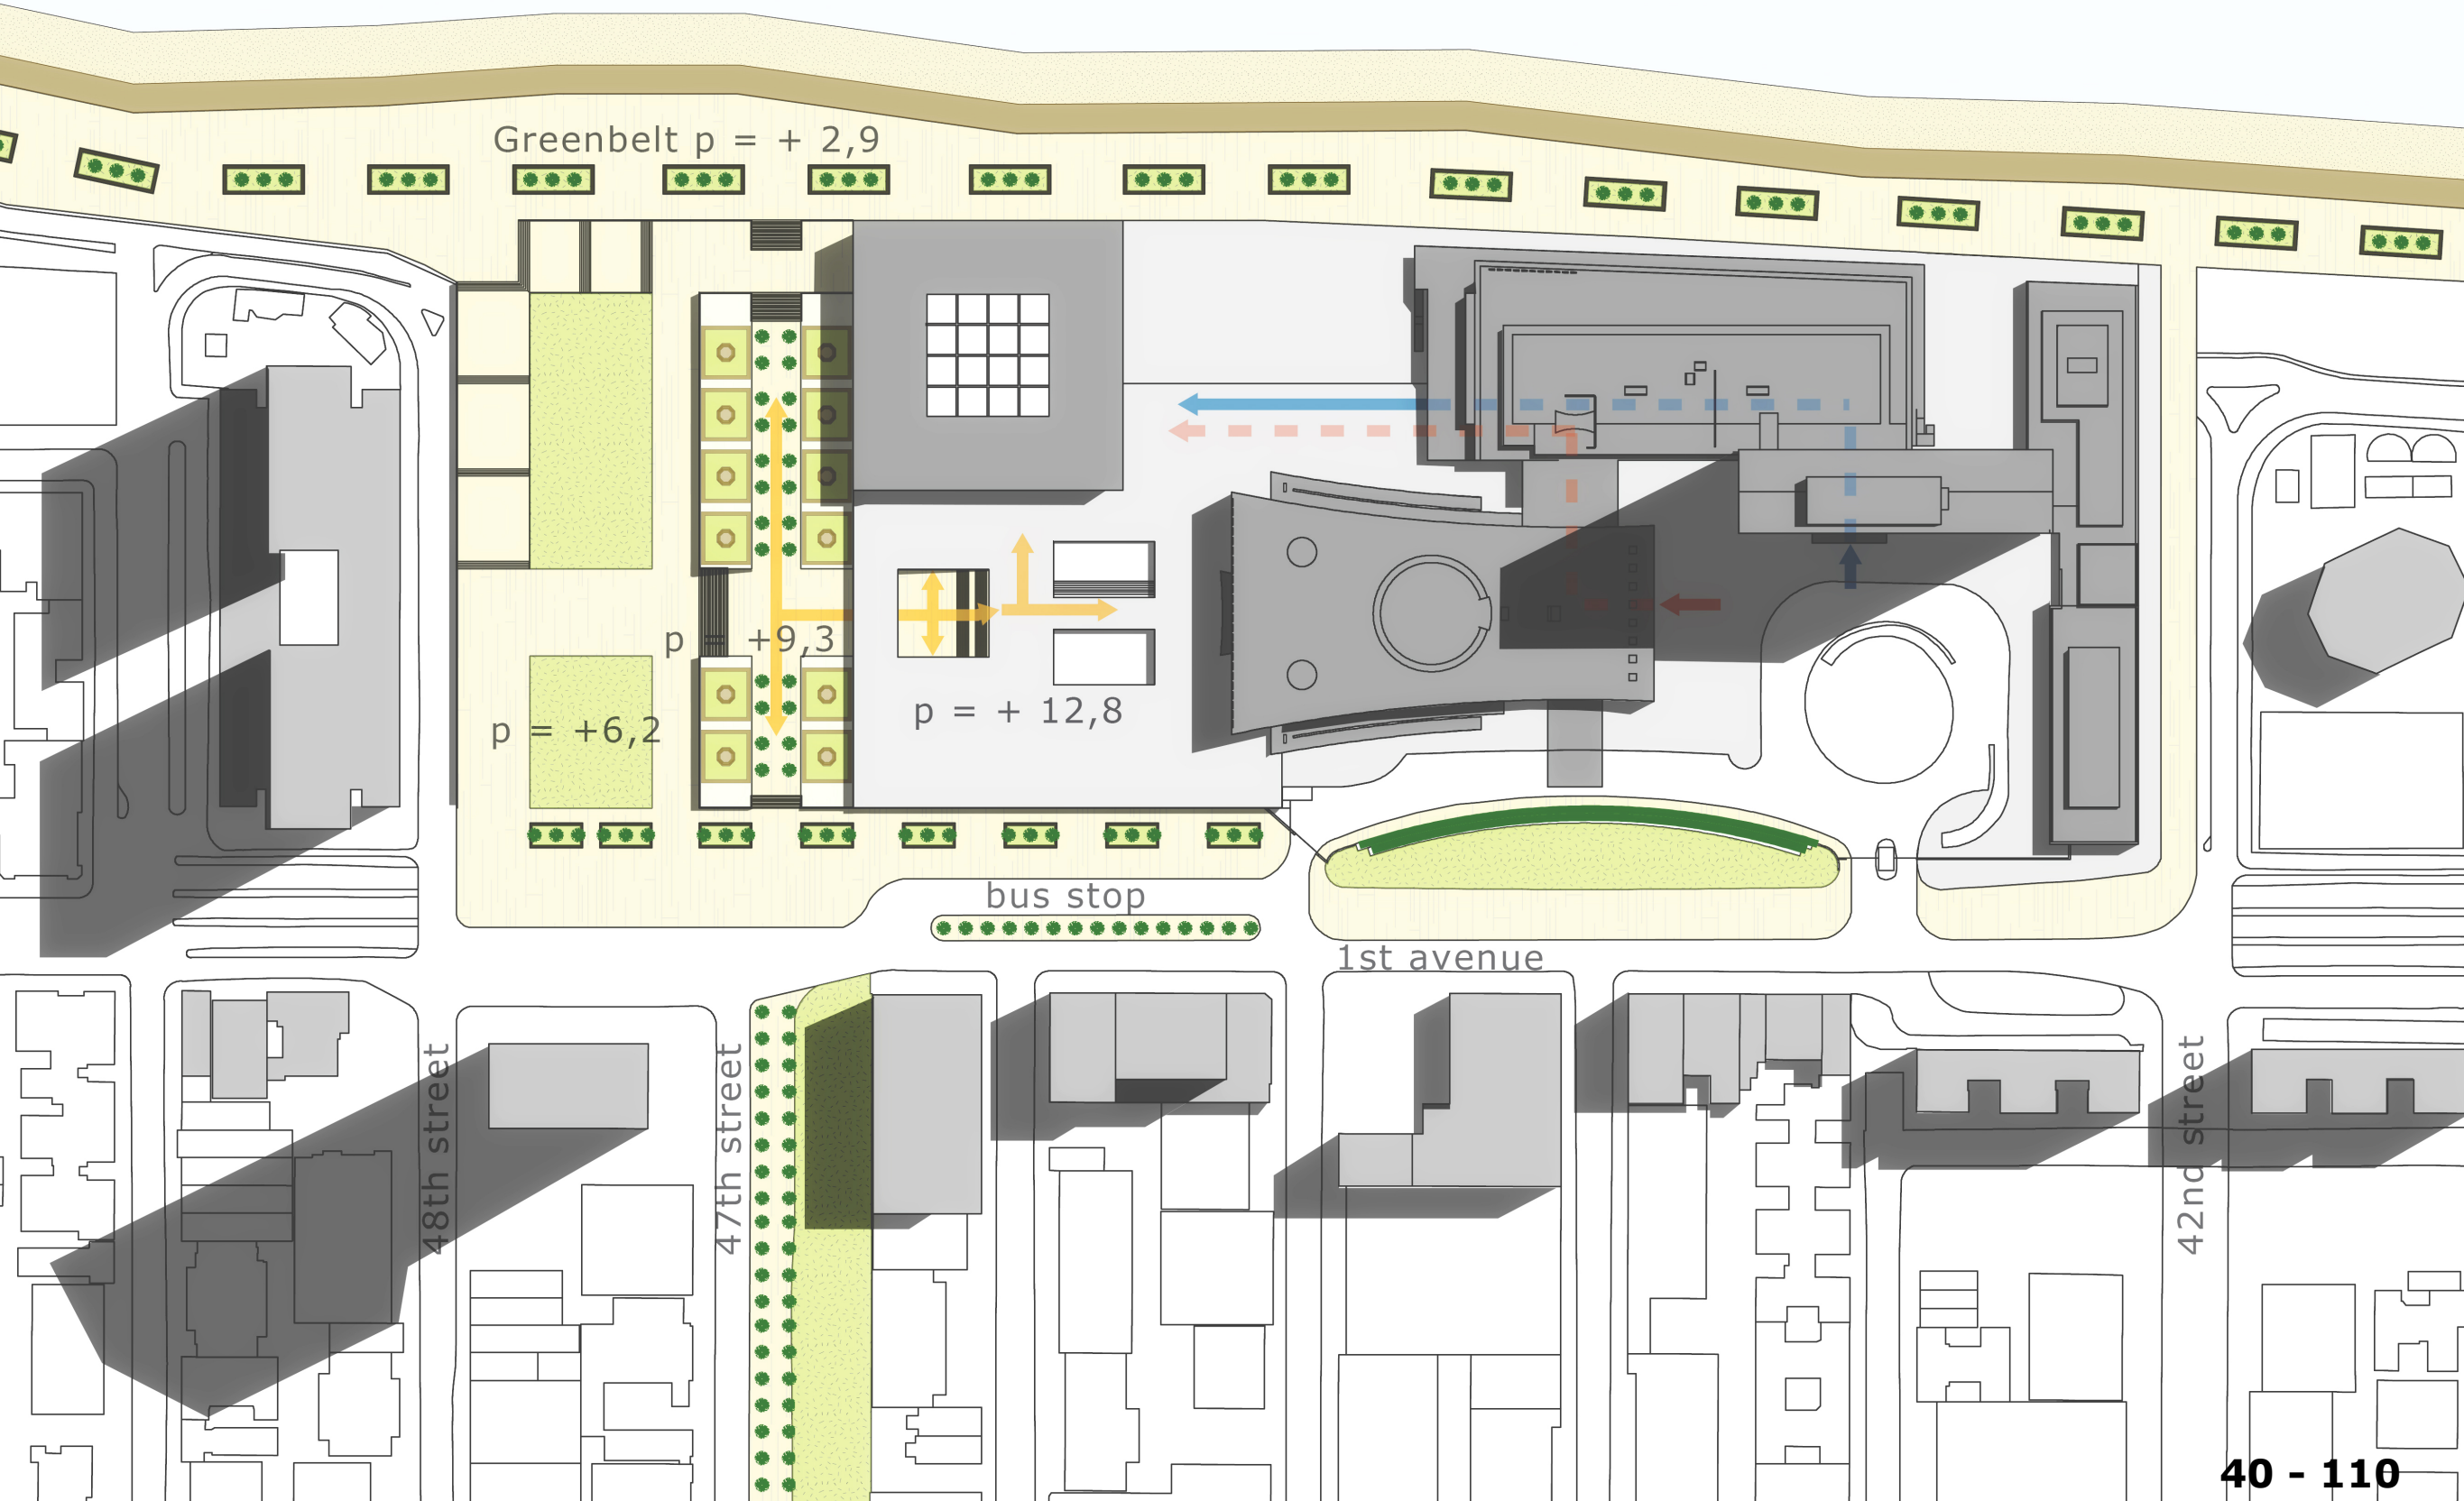 Greenbelt p = + 2,9
p = +9,3
p = + 12,8
p = +6,2
bus stop
1st avenue
48th street
47th street
42nd street
40 - 110